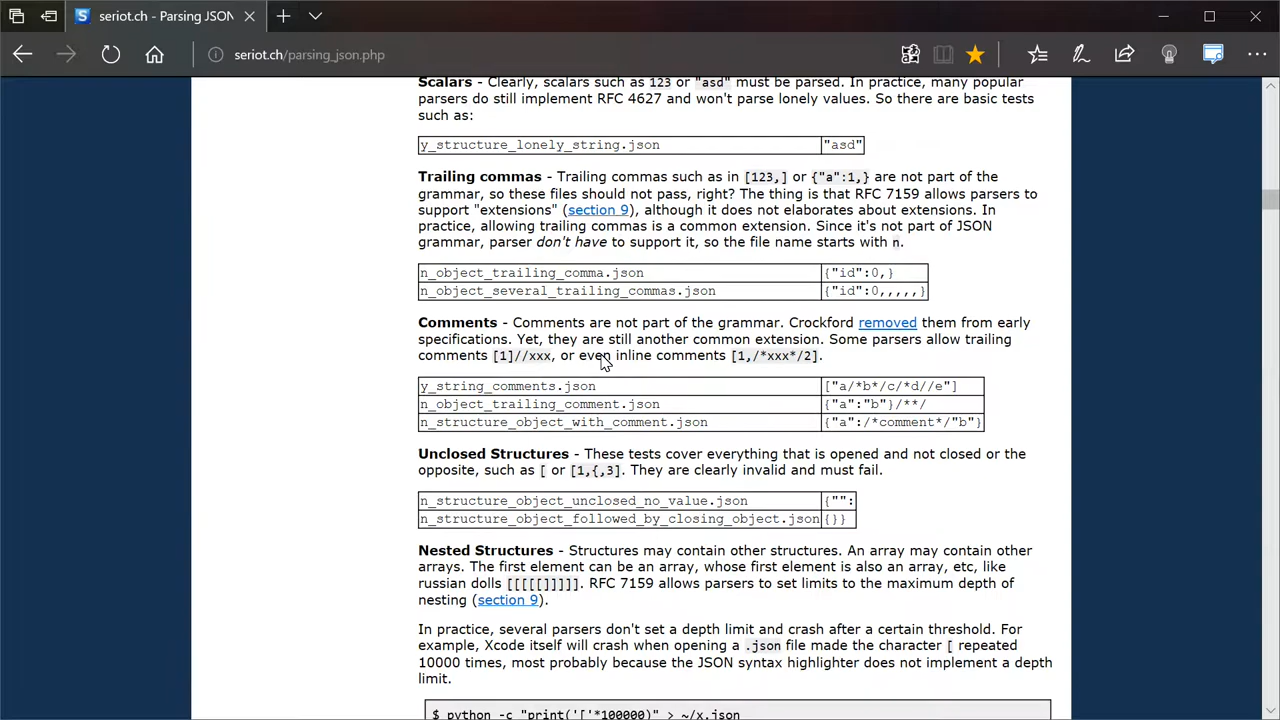 seriot.ch - Parsing JSON
seriot.ch/parsing_json.php
Scalars - Clearly, scalars such as 123 or "asd" must be parsed. In practice, many popular
parsers do still implement RFC 4627 and won't parse lonely values. So there are basic tests
such as:
y_structure_lonely_string.json "asd"
Trailing commas - Trailing commas such as in [123,] or {"a":1,} are not part of the
grammar, so these files should not pass, right? The thing is that RFC 7159 allows parsers to
support "extensions" (section 9), although it does not elaborates about extensions. In
practice, allowing trailing commas is a common extension. Since it's not part of JSON
grammar, parser don't have to support it, so the file name starts with n.
n_object_trailing_comma.json {"id":0,}
n_object_several_trailing_commas.json {"id":0,,,,,}
Comments - Comments are not part of the grammar. Crockford removed them from early
specifications. Yet, they are still another common extension. Some parsers allow trailing
comments [1]//xxx, or even inline comments [1,/*xxx*/2].
y_string_comments.json ["a/*b*/c/*d//e"]
n_object_trailing_comment.json {"a":"b"}/**/
n_structure_object_with_comment.json {"a":/*comment*/"b"}
Unclosed Structures - These tests cover everything that is opened and not closed or the
opposite, such as [ or [1,{,3]. They are clearly invalid and must fail.
n_structure_object_unclosed_no_value.json {"":
n_structure_object_followed_by_closing_object.json {}}
Nested Structures - Structures may contain other structures. An array may contain other
arrays. The first element can be an array, whose first element is also an array, etc, like
russian dolls [[[[[]]]]]. RFC 7159 allows parsers to set limits to the maximum depth of
nesting (section 9).
In practice, several parsers don't set a depth limit and crash after a certain threshold. For
example, Xcode itself will crash when opening a .json file made the character [ repeated
10000 times, most probably because the JSON syntax highlighter does not implement a depth
limit.
$ python -c "print('['*100000)" > ~/x.json